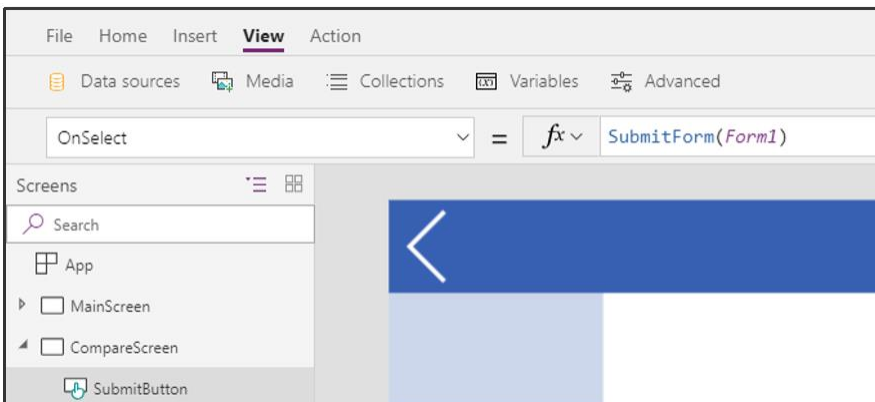 File Home Insert View Action
Data sources Media Collections Variables Advanced
OnSelect = fx SubmitForm(Form1)
Screens
Search
App
MainScreen
CompareScreen
SubmitButton